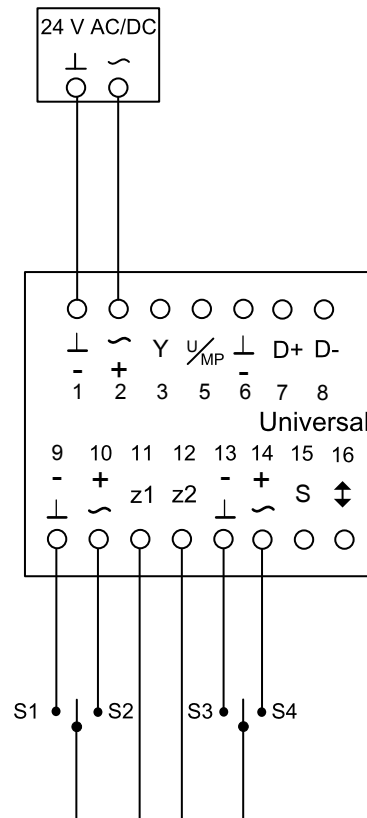 24 V AC/DC
⊥ ~
⊥ ~ Y U/MP ⊥ D+ D-
- + -
1 2 3 5 6 7 8
Universal
9 10 11 12 13 14 15 16
- + z1 z2 - + S ↕
⊥ ~ ⊥ ~
S1 S2 S3 S4